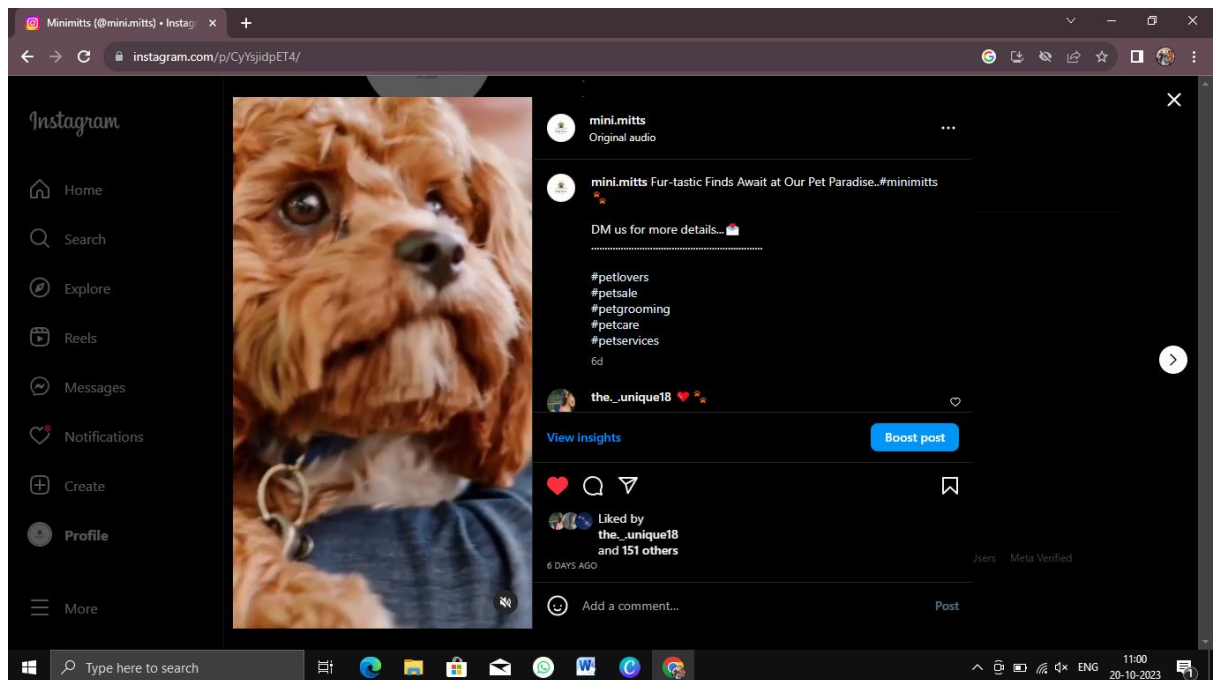 Minimitts (@mini.mitts) • Instag
instagram.com/p/CyYsjidpET4/
Instagram
Home
Search
Explore
Reels
Messages
Notifications
Create
Profile
More
mini.mitts
Original audio
mini.mitts Fur-tastic Finds Await at Our Pet Paradise..#minimitts
🐾
DM us for more details...📩
#petlovers
#petsale
#petgrooming
#petcare
#petservices
6d
the._.unique18 ❤️ 🐾
View insights
Boost post
Liked by
the._.unique18
and 151 others
6 DAYS AGO
Add a comment...
Post
Meta Verified
Type here to search
ENG
11:00
20-10-2023